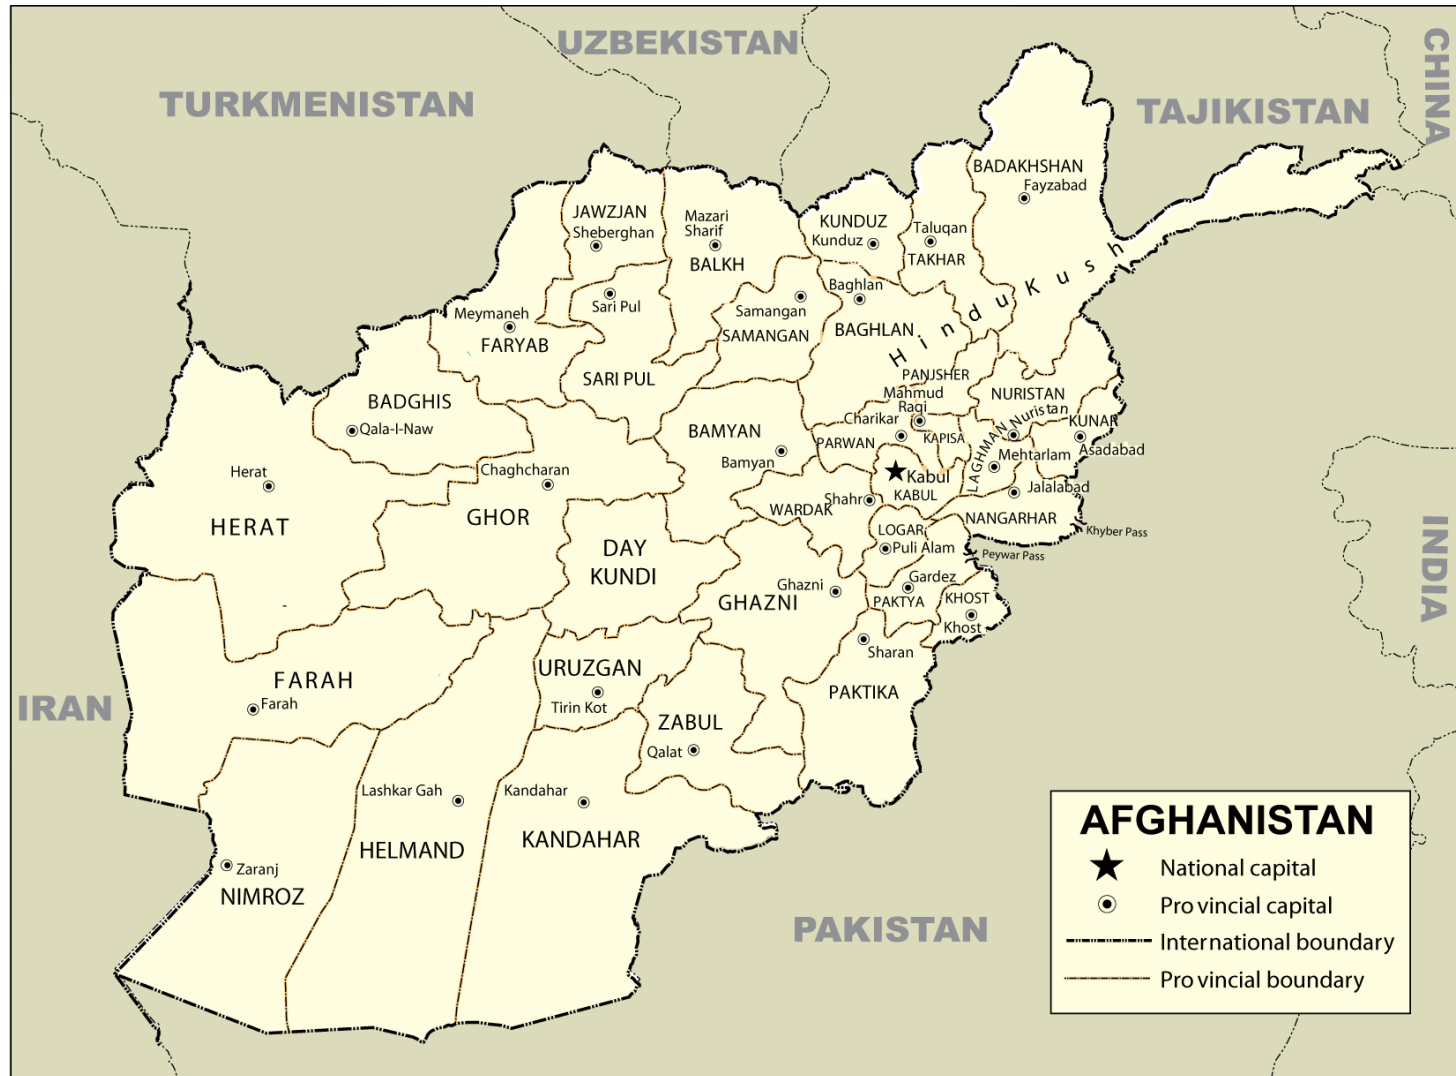 UZBEKISTAN
CHINA
TURKMENISTAN
TAJIKISTAN
BADAKHSHAN
Fayzabad
JAWZJAN
Sheberghan
Mazari
Sharif
BALKH
KUNDUZ
Kunduz
Taluqan
TAKHAR
Hindu Kush
Sari Pul
Baghlan
Samangan
SAMANGAN
BAGHLAN
Meymaneh
FARYAB
SARI PUL
PANJSHER
NURISTAN
Mahmud
Raqi
Nuristan
BADGHIS
Qala-I-Naw
BAMYAN
Bamyan
Charikar
PARWAN
KAPISA
LAGHMAN
KUNAR
Asadabad
Mehtarlam
Herat
HERAT
Chaghcharan
GHOR
Kabul
KABUL
Jalalabad
Shahr
WARDAK
NANGARHAR
Khyber Pass
LOGAR
Puli Alam
Peywar Pass
INDIA
DAY
KUNDI
Ghazni
GHAZNI
Gardez
PAKTYA
KHOST
Khost
Sharan
PAKTIKA
FARAH
Farah
IRAN
URUZGAN
Tirin Kot
ZABUL
Qalat
Lashkar Gah
HELMAND
Kandahar
KANDAHAR
Zaranj
NIMROZ
PAKISTAN
AFGHANISTAN
National capital
Pro vincial capital
International boundary
Pro vincial boundary